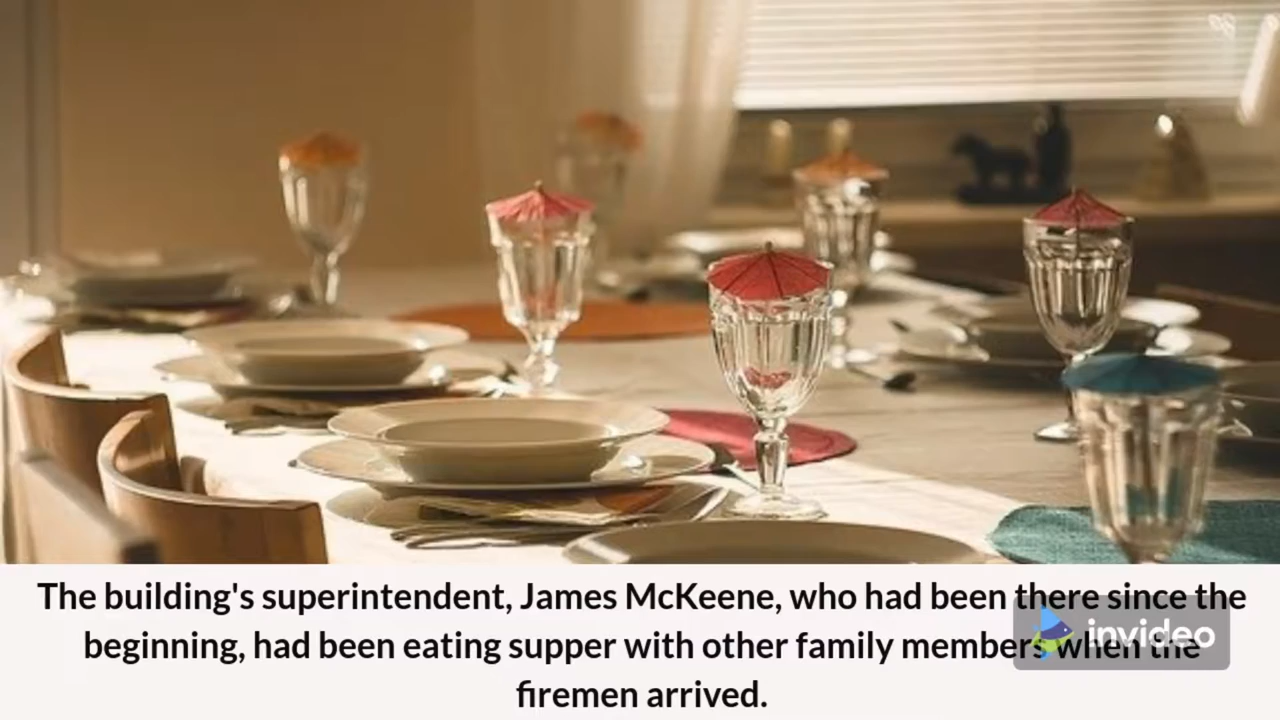 The building's superintendent, James McKeene, who had been there since the
beginning, had been eating supper with other family members when the
firemen arrived.
invideo